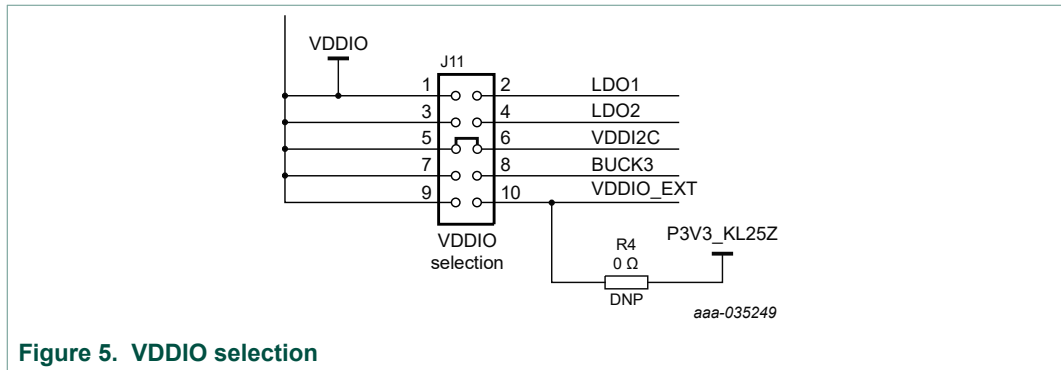 VDDIO
J11
1 2 LDO1
3 4 LDO2
5 6 VDDI2C
7 8 BUCK3
9 10 VDDIO_EXT
VDDIO
selection
R4
0 Ω
DNP
P3V3_KL25Z
aaa-035249
Figure 5. VDDIO selection